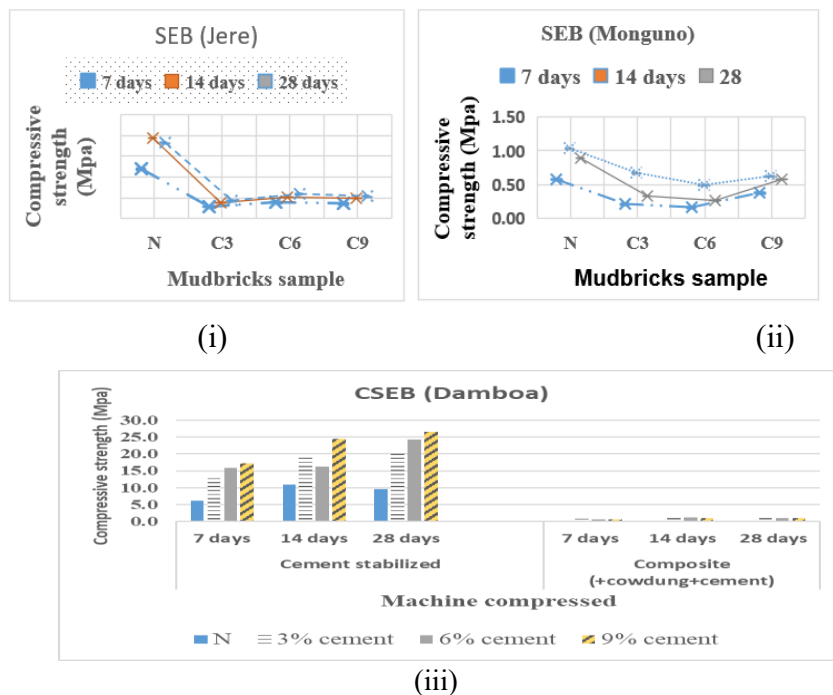 SEB (Jere)
7 days 14 days 28 days
Compressive
strength
(Mpa)
N C3 C6 C9
Mudbricks sample
(i)
SEB (Monguno)
7 days 14 days 28
Compressive
strength (Mpa)
1.50
1.00
0.50
0.00
N C3 C6 C9
Mudbricks sample
(ii)
CSEB (Damboa)
Compressive strength (Mpa)
30.0
25.0
20.0
15.0
10.0
5.0
0.0
7 days 14 days 28 days 7 days 14 days 28 days
Cement stabilized Composite
(+cowdung+cement)
Machine compressed
N 3% cement 6% cement 9% cement
(iii)